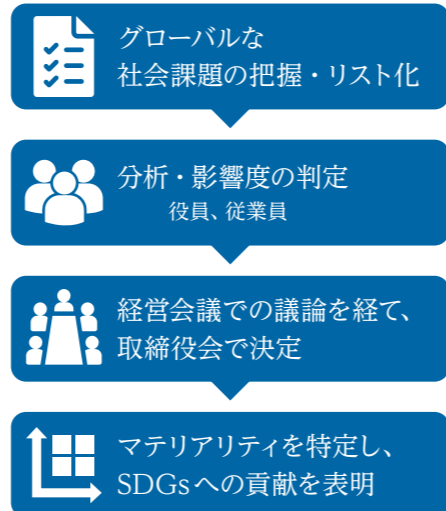 グローバルな
社会課題の把握・リスト化
分析・影響度の判定
役員、従業員
経営会議での議論を経て、
取締役会で決定
マテリアリティを特定し、
SDGsへの貢献を表明